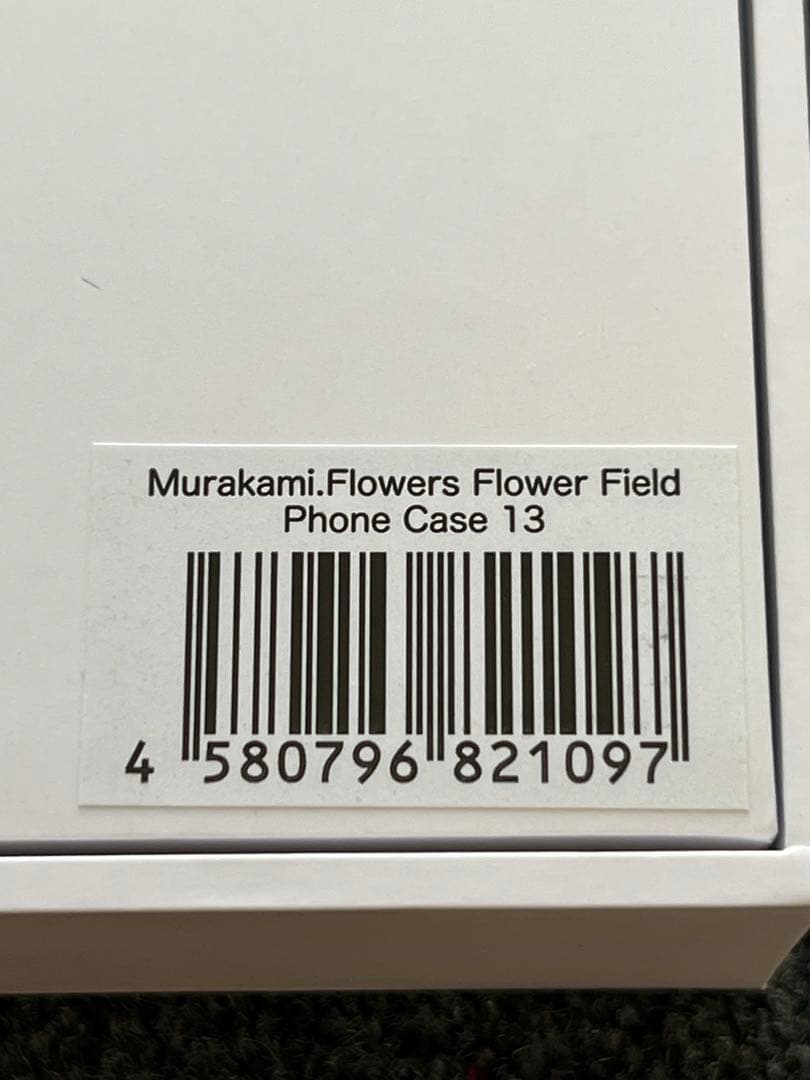 Murakami.Flowers Flower Field
Phone Case 13
4 580796 821097